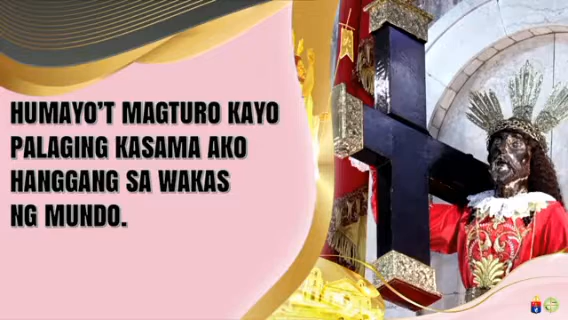 HUMAYO'T MAGTURO KAYO
PALAGING KASAMA AKO
HANGGANG SA WAKAS
NG MUNDO.